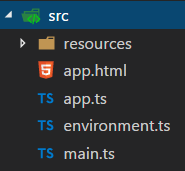 src
resources
app.html
TS app.ts
TS environment.ts
TS main.ts